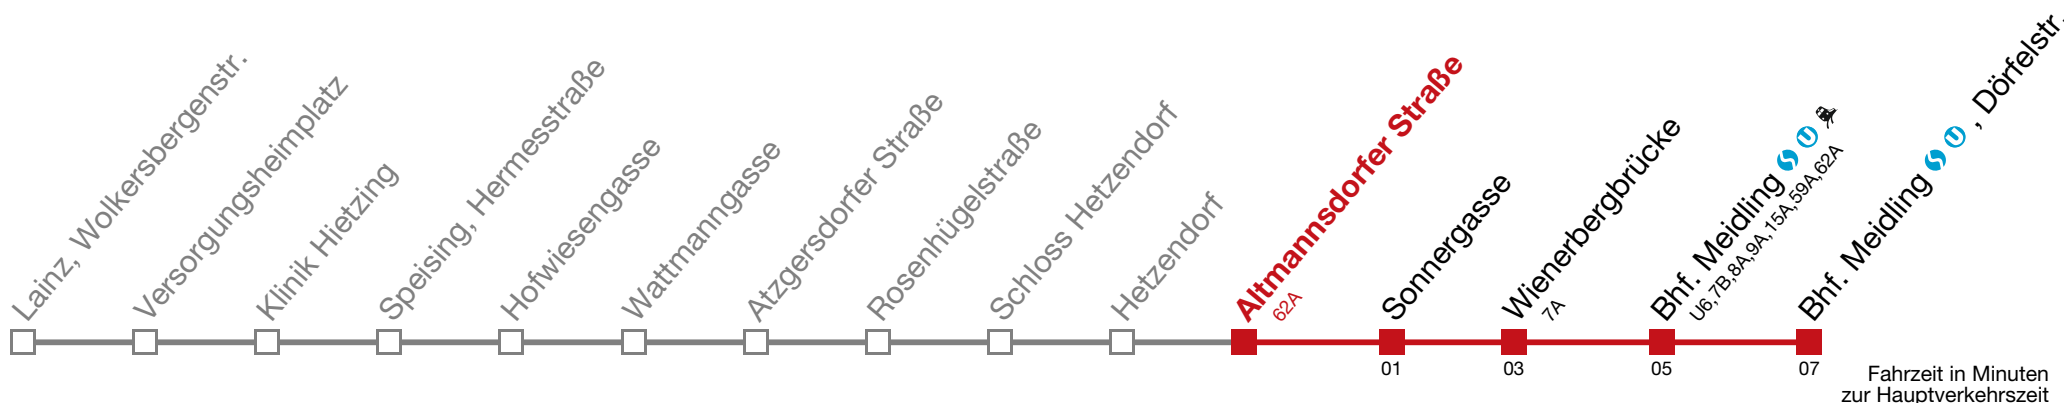 Lainz, Wolkersbergenstr.
Versorgungsheimplatz
Klinik Hietzing
Speising, Hermesstraße
Hofwiesengasse
Wattmanngasse
Atzgersdorfer Straße
Rosenhügelstraße
Schloss Hetzendorf
Hetzendorf
Altmannsdorfer Straße
62A
Sonnergasse
Wienerbergbrücke
7A
Bhf. Meidling S U
U6,7B,8A,9A,15A,59A,62A
Bhf. Meidling S U , Dörfelstr.
01
03
05
07
Fahrzeit in Minuten
zur Hauptverkehrszeit